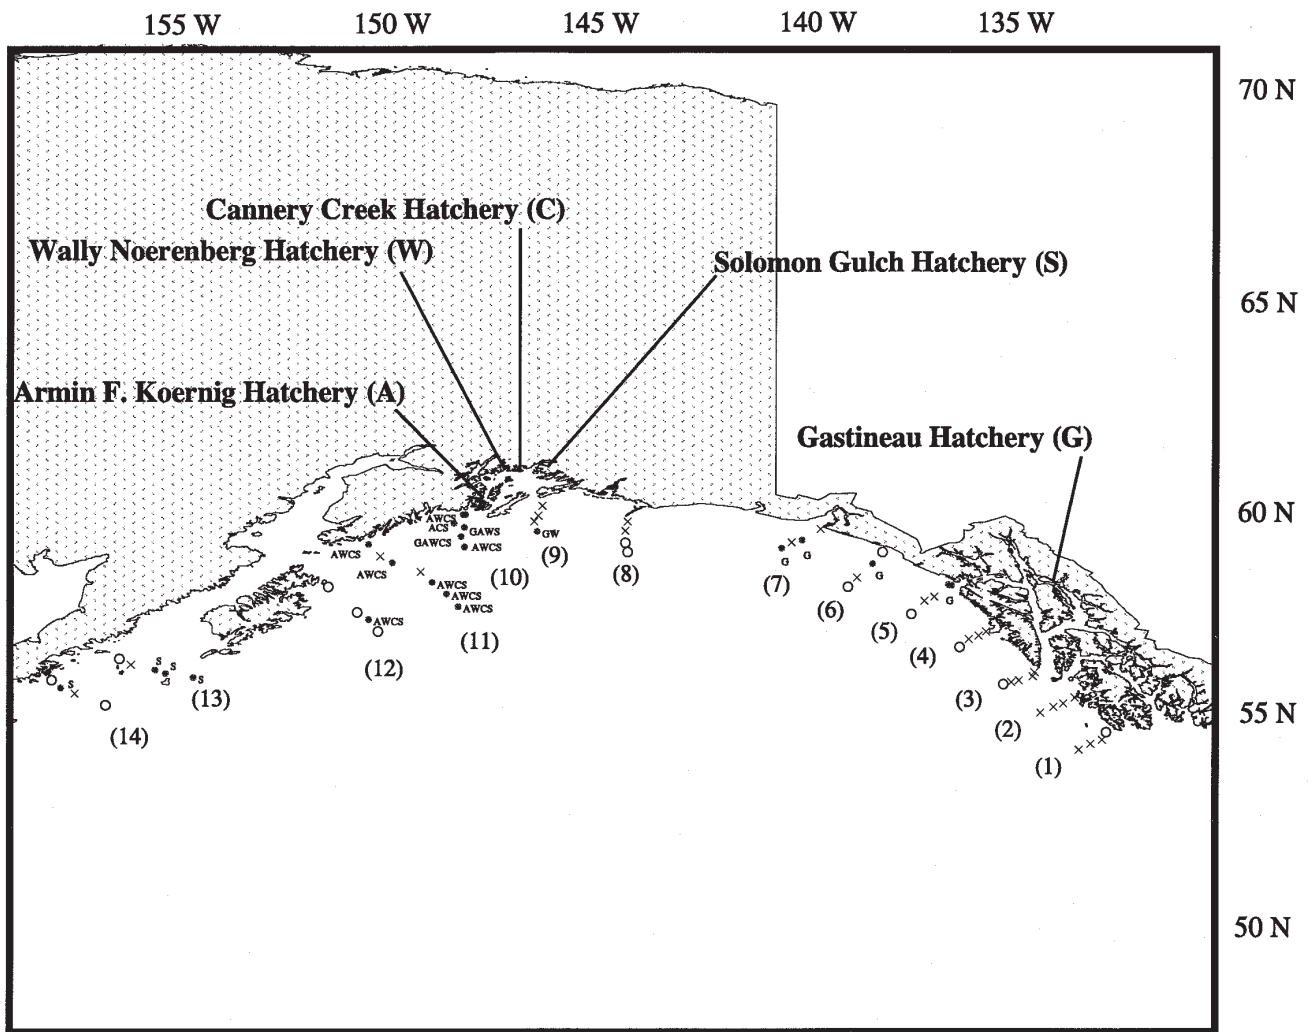 155 W 150 W 145 W 140 W 135 W
70 N
Cannery Creek Hatchery (C)
Wally Noerenberg Hatchery (W)
Solomon Gulch Hatchery (S)
65 N
Armin F. Koernig Hatchery (A)
Gastineau Hatchery (G)
60 N
AWCS
ACS GAWS
GAWCS GW
AWCS AWCS
(9)
(10)
(8)
AWCS
G G
(7)
G
(6)
AWCS
AWCS
AWCS
(11)
G
(5)
AWCS
(12)
(4)
S S
S S
(13)
(3)
55 N
(14)
(2)
(1)
50 N